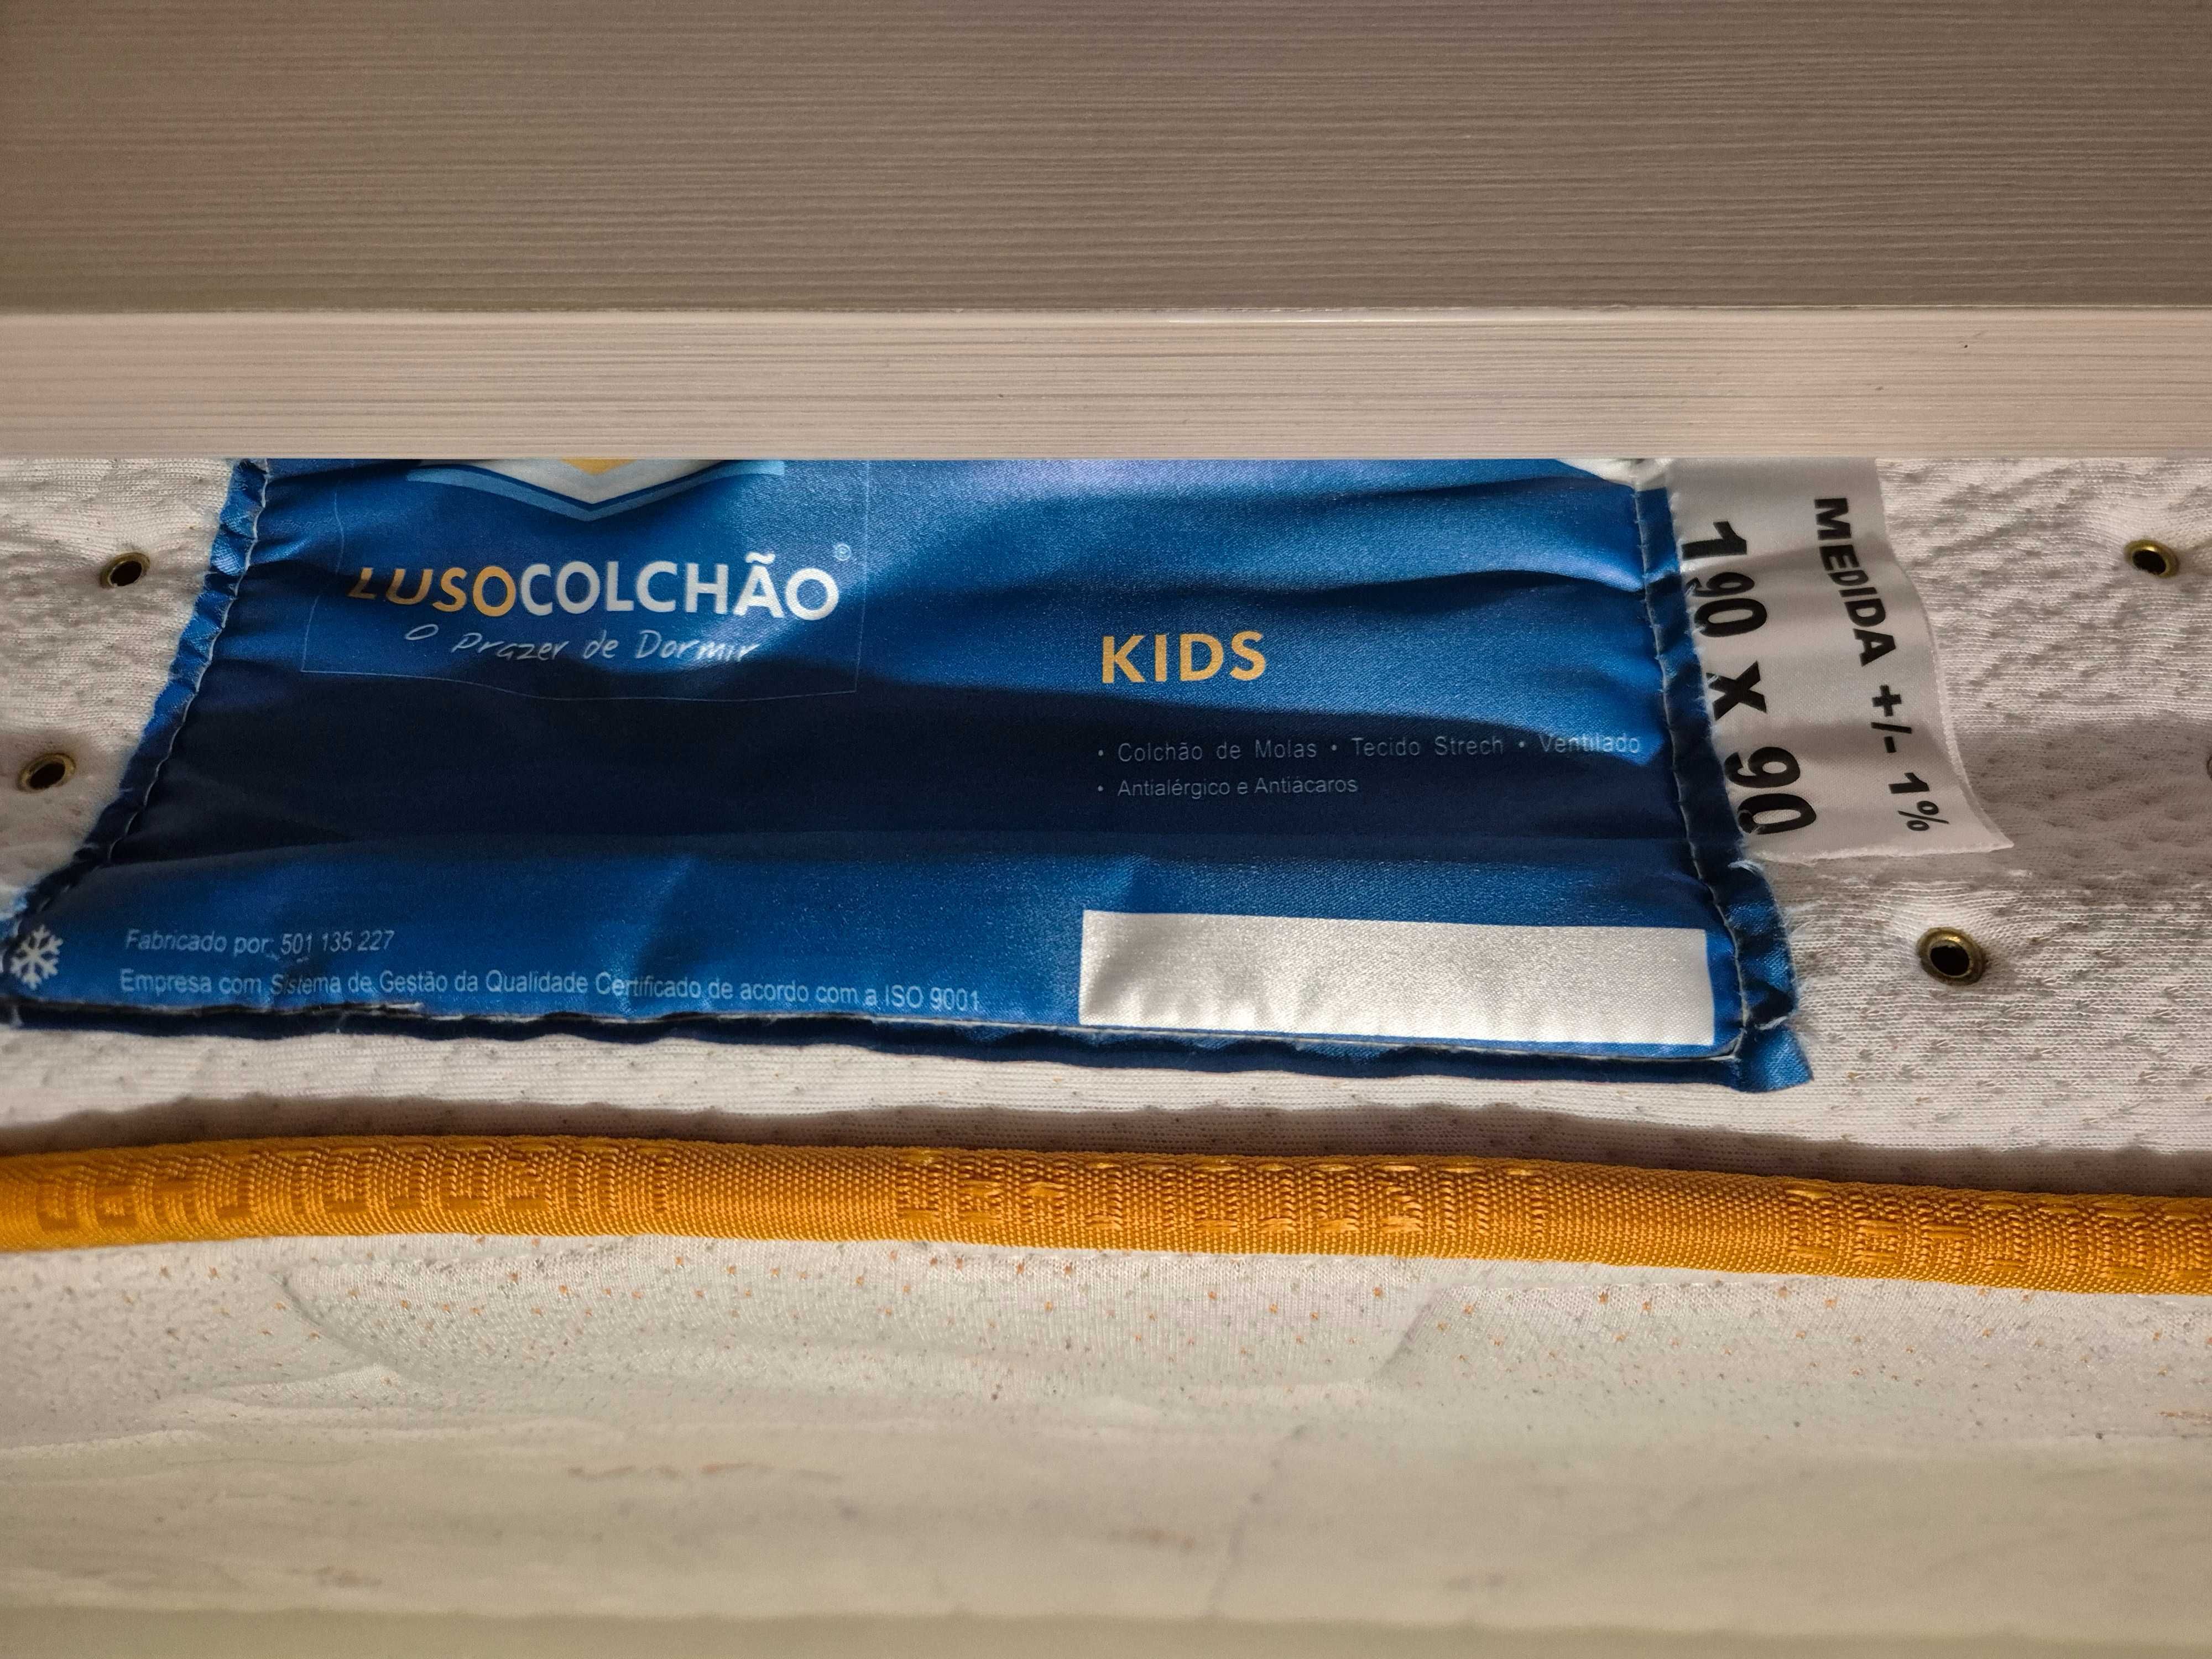 LUSOCOLCHÃO®
O Prazer de Dormir
KIDS
• Colchão de Molas • Tecido Strech • Ventilado
• Antialérgico e Antiácaros
Fabricado por: 501 135 227
Empresa com Sistema de Gestão da Qualidade Certificado de acordo com a ISO 9001
MEDIDA +/- 1%
190 x 90